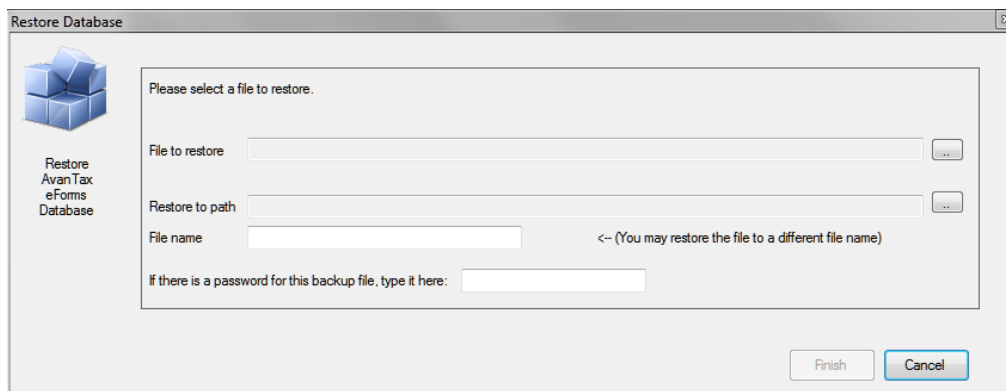 Restore Database
Restore
AvanTax
eForms
Database
Please select a file to restore.
File to restore
..
Restore to path
..
File name
<-- (You may restore the file to a different file name)
If there is a password for this backup file, type it here:
Finish
Cancel